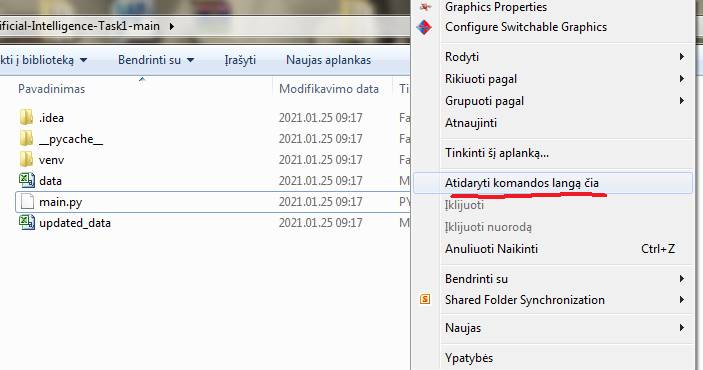 ificial-Intelligence-Task1-main
kti į biblioteką Bendrinti su Įrašyti Naujas aplankas
Pavadinimas Modifikavimo data Ti
.idea 2021.01.25 09:17 Fa
__pycache__ 2021.01.25 09:17 Fa
venv 2021.01.25 09:17 Fa
data 2021.01.25 09:17 M
main.py 2021.01.25 09:17 PY
updated_data 2021.01.25 09:17 M
Graphics Properties
Configure Switchable Graphics
Rodyti
Rikiuoti pagal
Grupuoti pagal
Atnaujinti
Tinkinti šį aplanką...
Atidaryti komandos langą čia
Įklijuoti
Įklijuoti nuorodą
Anuliuoti Naikinti Ctrl+Z
Bendrinti su
Shared Folder Synchronization
Naujas
Ypatybės